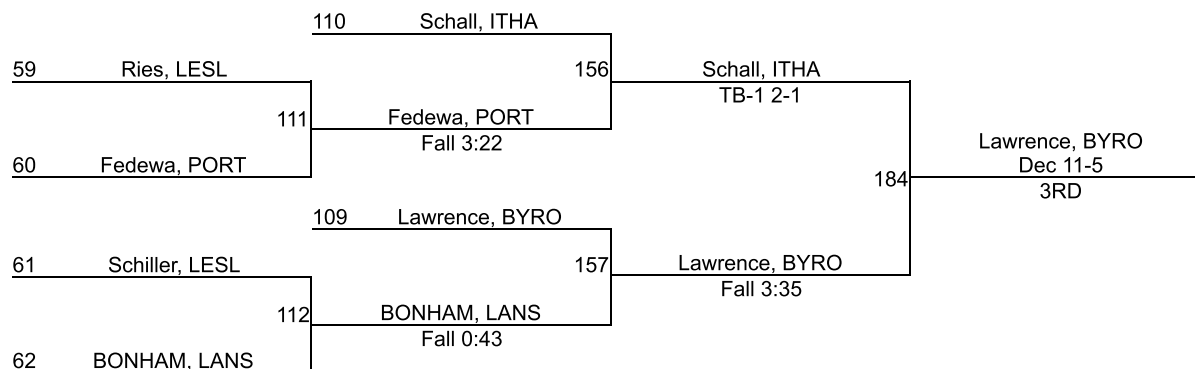 110 Schall, ITHA
59 Ries, LESL
156 Schall, ITHA
TB-1 2-1
111 Fedewa, PORT
Fall 3:22
60 Fedewa, PORT
Lawrence, BYRO
Dec 11-5
184
3RD
109 Lawrence, BYRO
61 Schiller, LESL
157 Lawrence, BYRO
Fall 3:35
112 BONHAM, LANS
Fall 0:43
62 BONHAM, LANS